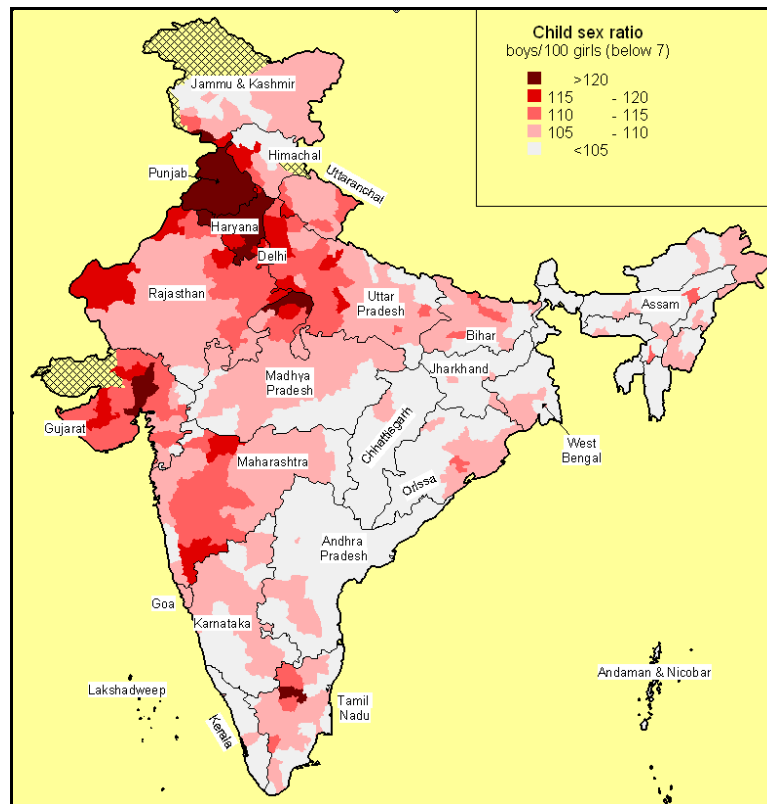 Child sex ratio
boys/100 girls (below 7)
>120
115 - 120
110 - 115
105 - 110
<105
Jammu & Kashmir
Himachal
Punjab
Uttaranchal
Haryana
Delhi
Rajasthan
Uttar
Pradesh
Assam
Bihar
Jharkhand
Madhya
Pradesh
Gujarat
Chhattiegarh
West
Bengal
Maharashtra
Orissa
Andhra
Pradesh
Goa
Karnataka
Andaman & Nicobar
Lakshadweep
Tamil
Nadu
Kerala